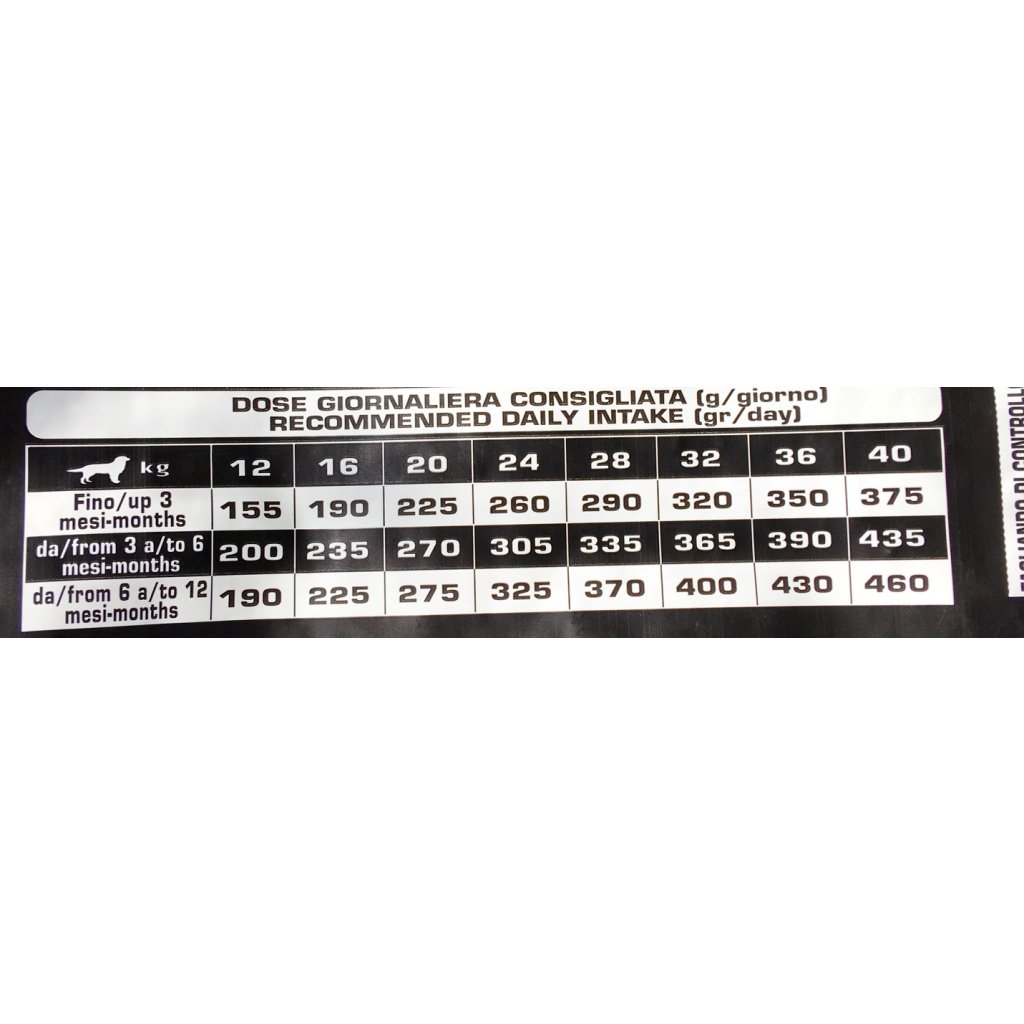 DOSE GIORNALIERA CONSIGLIATA (g/giorno)
RECOMMENDED DAILY INTAKE (gr/day)
kg 12 16 20 24 28 32 36 40
Fino/up 3
mesi-months 155 190 225 260 290 320 350 375
da/from 3 a/to 6
mesi-months 200 235 270 305 335 365 390 435
da/from 6 a/to 12
mesi-months 190 225 275 325 370 400 430 460
DI CONTROLL